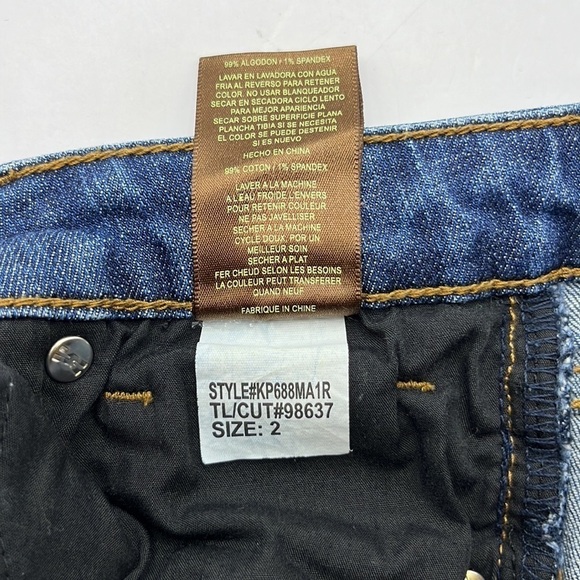 99% ALGODON / 1% SPANDEX
LAVAR EN LAVADORA CON AGUA
FRIA AL REVERSO PARA RETENER
COLOR. NO USAR BLANQUEADOR
SECAR EN SECADORA CICLO LENTO
PARA MEJOR APARIENCIA
SECAR SOBRE SUPERFICIE PLANA
PLANCHA TIBIA SI SE NECESITA
EL COLOR SE PUEDE DESTENIR
SI ES NUEVO
HECHO EN CHINA
99% COTON / 1% SPANDEX
LAVER A LA MACHINE
A L'EAU FROIDE L'ENVERS
POUR RETENIR COULEUR
NE PAS JAVELLISER
SECHER A LA MACHINE
CYCLE DOUX, POUR UN
MEILLEUR SOIN
SECHER A PLAT
FER CHEUD SELON LES BESOINS
LA COULEUR PEUT TRANSFERER
QUAND NEUF
FABRIQUE IN CHINE
STYLE#KP688MA1R
TL/CUT#98637
SIZE: 2